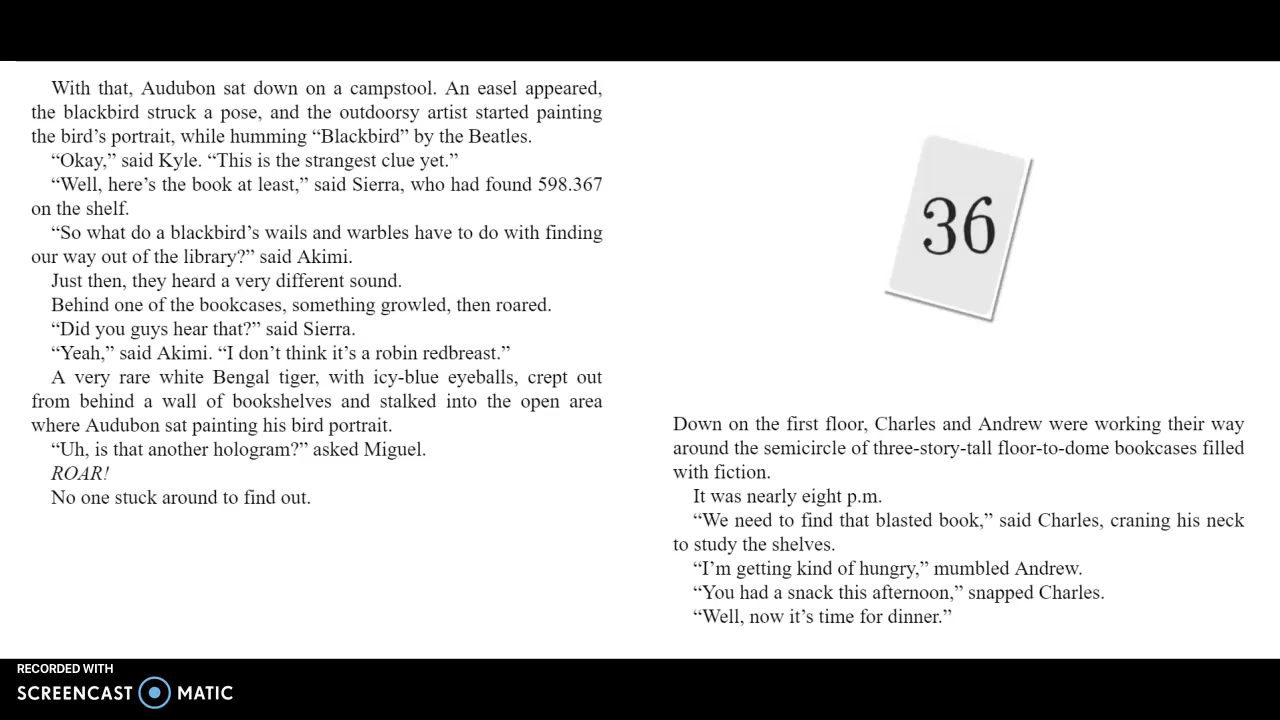 With that, Audubon sat down on a campstool. An easel appeared,
the blackbird struck a pose, and the outdoorsy artist started painting
the bird’s portrait, while humming “Blackbird” by the Beatles.
“Okay,” said Kyle. “This is the strangest clue yet.”
“Well, here’s the book at least,” said Sierra, who had found 598.367
on the shelf.
“So what do a blackbird’s wails and warbles have to do with finding
our way out of the library?” said Akimi.
Just then, they heard a very different sound.
Behind one of the bookcases, something growled, then roared.
“Did you guys hear that?” said Sierra.
“Yeah,” said Akimi. “I don’t think it’s a robin redbreast.”
A very rare white Bengal tiger, with icy-blue eyeballs, crept out
from behind a wall of bookshelves and stalked into the open area
where Audubon sat painting his bird portrait.
“Uh, is that another hologram?” asked Miguel.
ROAR!
No one stuck around to find out.
36
Down on the first floor, Charles and Andrew were working their way
around the semicircle of three-story-tall floor-to-dome bookcases filled
with fiction.
It was nearly eight p.m.
“We need to find that blasted book,” said Charles, craning his neck
to study the shelves.
“I’m getting kind of hungry,” mumbled Andrew.
“You had a snack this afternoon,” snapped Charles.
“Well, now it’s time for dinner.”
RECORDED WITH
SCREENCAST MATIC